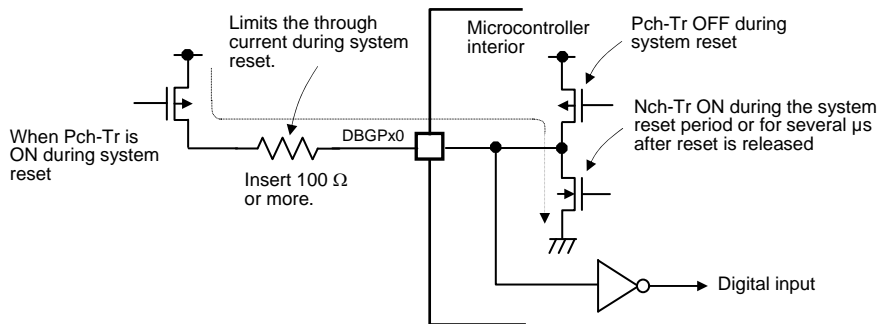 Limits the through
current during system
reset.
Microcontroller
interior
Pch-Tr OFF during
system reset
Nch-Tr ON during the system
reset period or for several µs
after reset is released
When Pch-Tr is
ON during system
reset
DBGPx0
Insert 100 Ω
or more.
Digital input